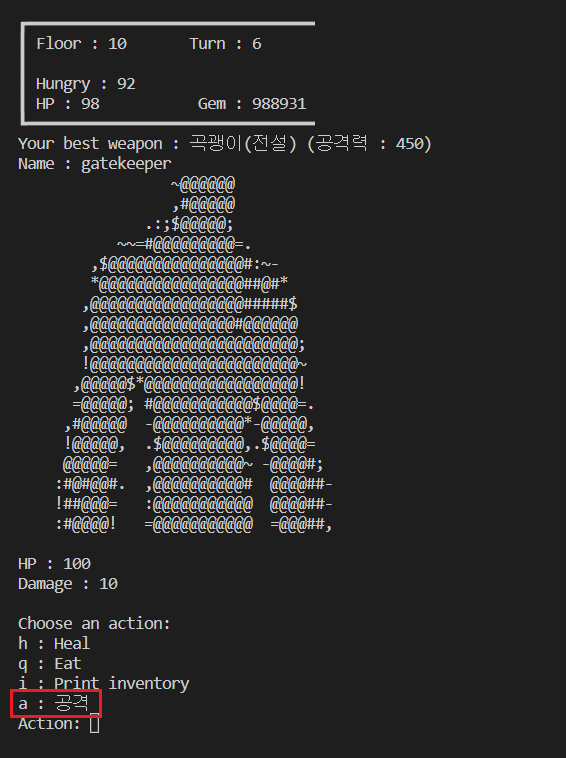 Floor : 10 Turn : 6
Hungry : 92
HP : 98 Gem : 988931
Your best weapon : 곡괭이(전설) (공격력 : 450)
Name : gatekeeper
HP : 100
Damage : 10
Choose an action:
h : Heal
q : Eat
i : Print inventory
a : 공격
Action: